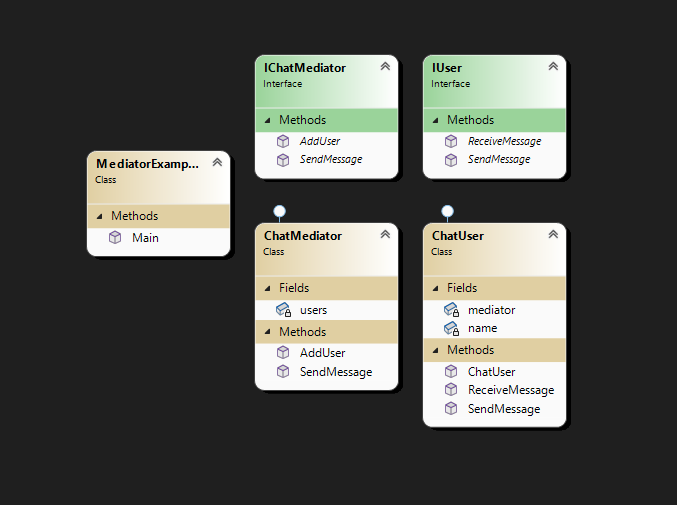 IChatMediator
Interface
Methods
AddUser
SendMessage
IUser
Interface
Methods
ReceiveMessage
SendMessage
MediatorExamp...
Class
Methods
Main
ChatMediator
Class
Fields
users
Methods
AddUser
SendMessage
ChatUser
Class
Fields
mediator
name
Methods
ChatUser
ReceiveMessage
SendMessage